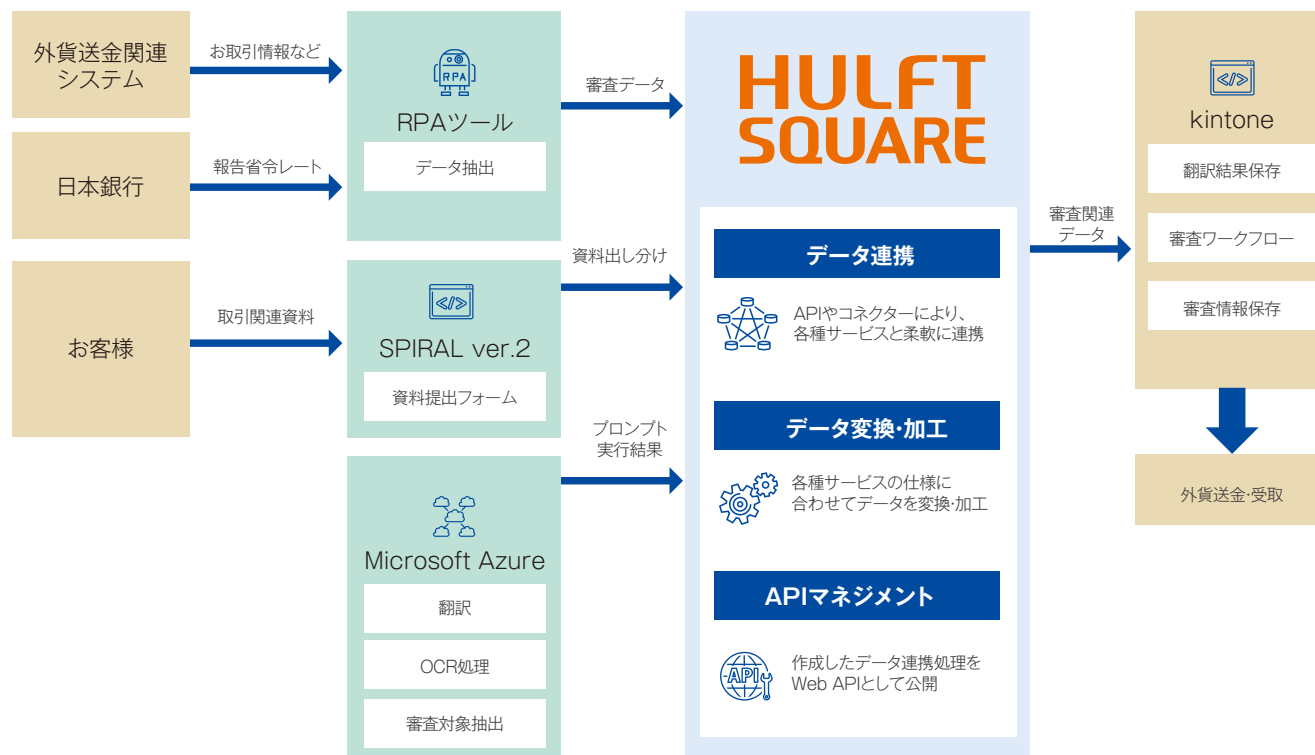 外貨送金関連
システム
お取引情報など
日本銀行
報告省令レート
お客様
取引関連資料
RPA
RPAツール
データ抽出
審査データ
</>
SPIRAL ver.2
資料提出フォーム
資料出し分け
Microsoft Azure
翻訳
OCR処理
審査対象抽出
プロンプト
実行結果
HULFT
SQUARE
データ連携
APIやコネクターにより、
各種サービスと柔軟に連携
データ変換・加工
各種サービスの仕様に
合わせてデータを変換・加工
APIマネジメント
API
作成したデータ連携処理を
Web APIとして公開
審査関連
データ
</>
kintone
翻訳結果保存
審査ワークフロー
審査情報保存
外貨送金・受取